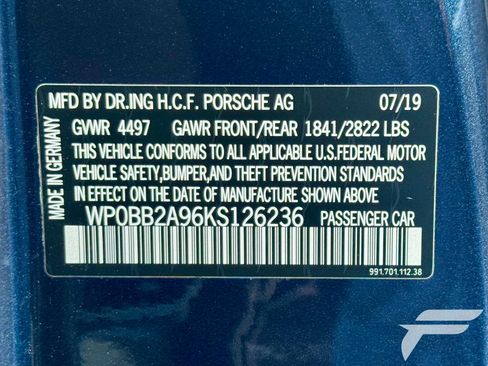 MFD BY DR.ING H.C.F. PORSCHE AG 07/19
GVWR 4497 GAWR FRONT/REAR 1841/2822 LBS
THIS VEHICLE CONFORMS TO ALL APPLICABLE U.S.FEDERAL MOTOR
VEHICLE SAFETY,BUMPER,AND THEFT PREVENTION STANDARDS
IN EFFECT ON THE DATE OF MANUFACTURE SHOWN ABOVE.
WP0BB2A96KS126236 PASSENGER CAR
991.701.112.38
MADE IN GERMANY